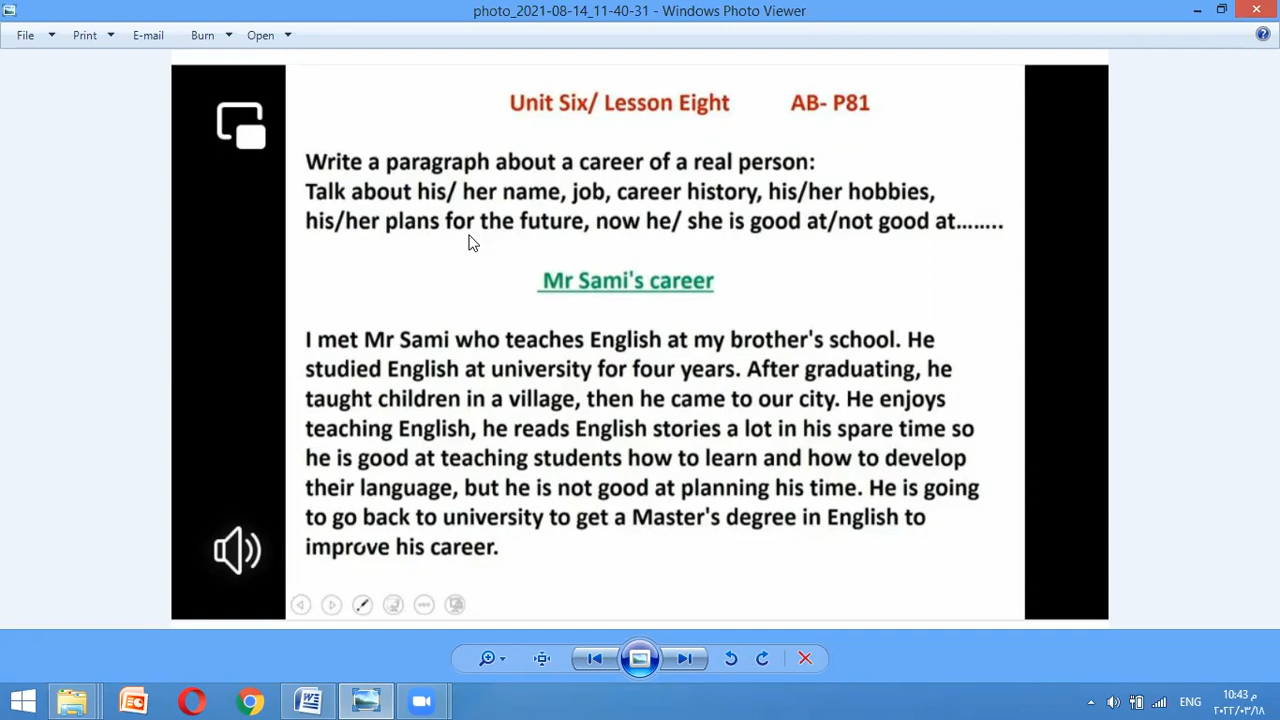 photo_2021-08-14_11-40-31 - Windows Photo Viewer
File Print E-mail Burn Open
Unit Six/ Lesson Eight AB- P81
Write a paragraph about a career of a real person:
Talk about his/ her name, job, career history, his/her hobbies,
his/her plans for the future, now he/ she is good at/not good at........
Mr Sami's career
I met Mr Sami who teaches English at my brother's school. He
studied English at university for four years. After graduating, he
taught children in a village, then he came to our city. He enjoys
teaching English, he reads English stories a lot in his spare time so
he is good at teaching students how to learn and how to develop
their language, but he is not good at planning his time. He is going
to go back to university to get a Master's degree in English to
improve his career.
ENG
10:43 م
٢٠٢٢/٠٣/١٨